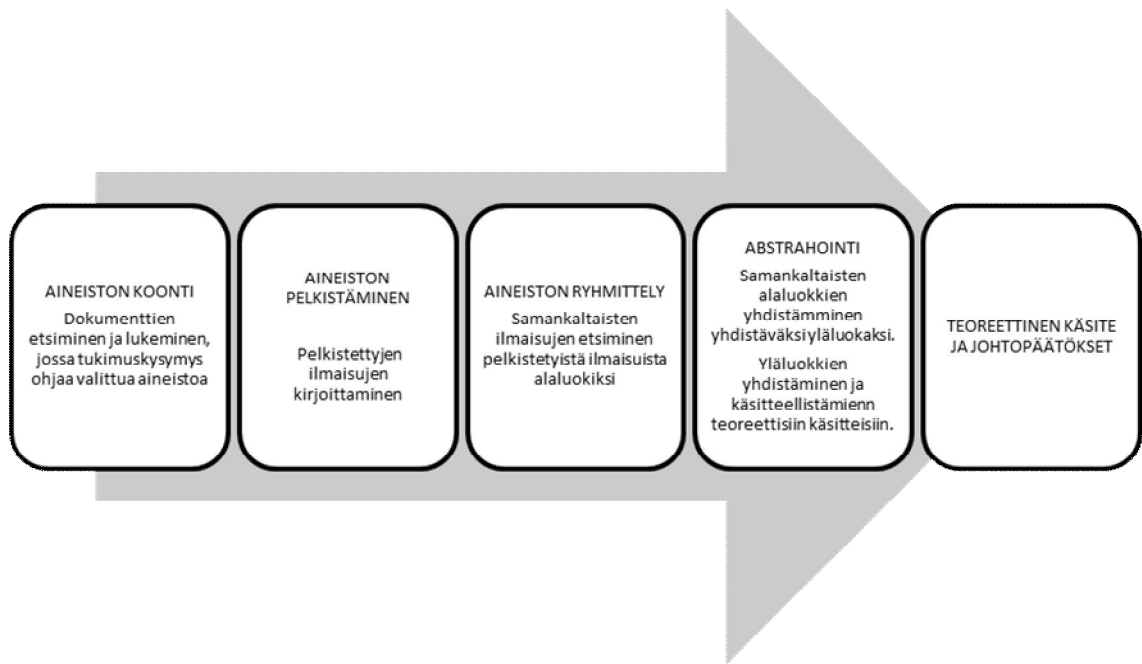 AINEISTON KOONTI
Dokumenttien
etsiminen ja lukeminen,
jossa tukimuskysymys
ohjaa valittua aineistoa
AINEISTON
PELKISTÄMINEN
Pelkistettyjen
ilmaisujen
kirjoittaminen
AINEISTON RYHMITTELY
Samankaltaisten
ilmaisujen etsiminen
pelkistetyistä ilmaisuista
alaluokiksi
ABSTRAHOINTI
Samankaltaisten
alaluokkien
yhdistämminen
yhdistäväksi yläluokaksi.
Yläluokkien
yhdistäminen ja
käsitteellistämienn
teoreettisiin käsitteisiin.
TEOREETTINEN KÄSITE
JA JOHTOPÄÄTÖKSET